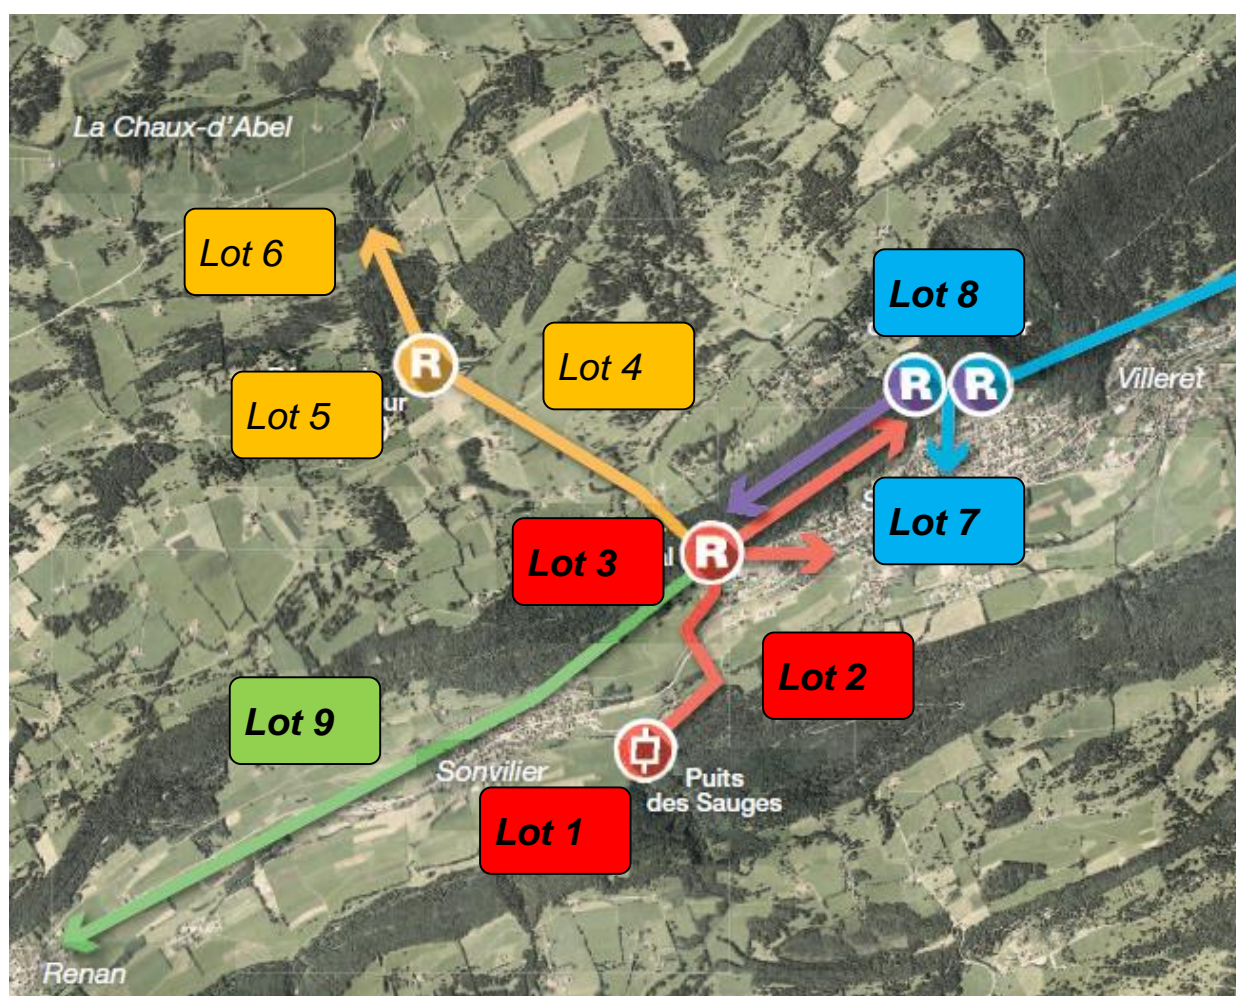 La Chaux-d'Abel
Lot 6
Lot 8
R
Lot 4
R R
Villeret
Lot 5
ur
Lot 7
R
Lot 3
Lot 2
Lot 9
Sonvilier
Puits
des Sauges
Lot 1
Renan